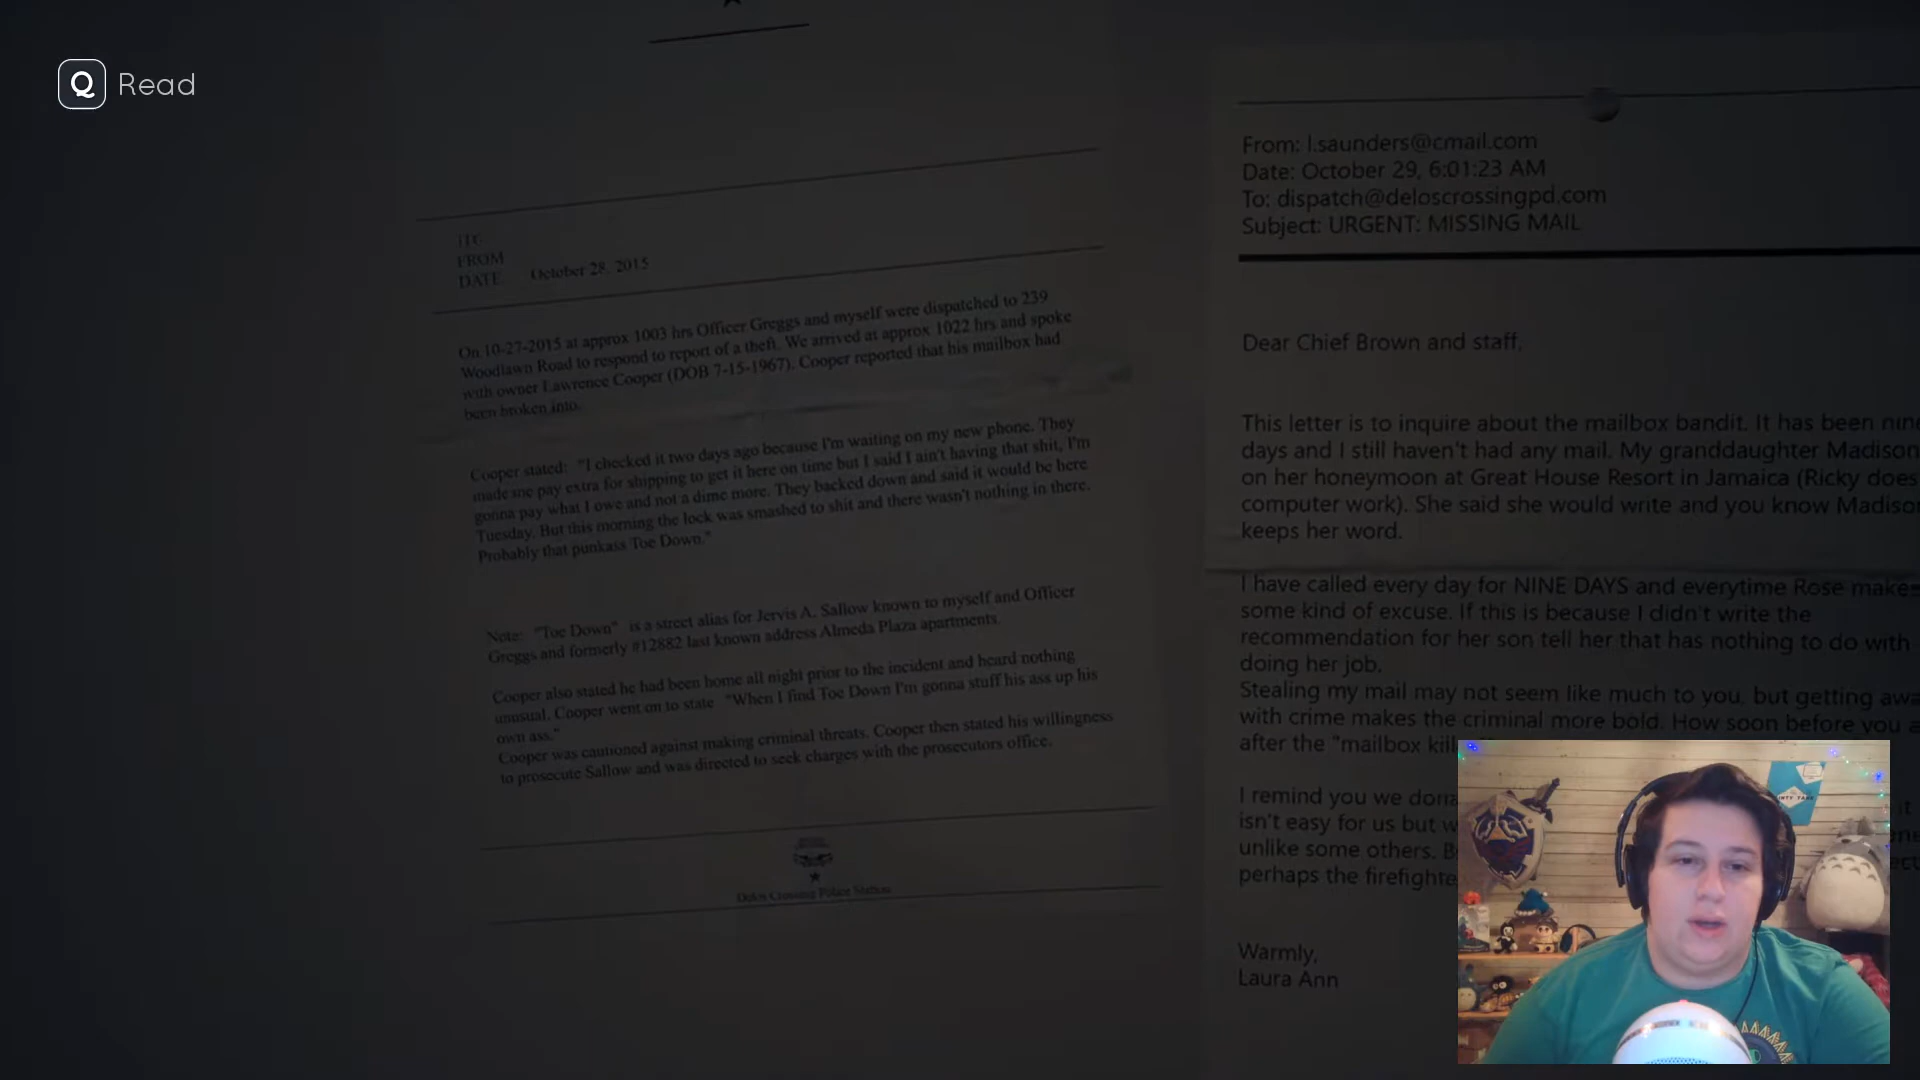 Q Read
FROM
DATE October 28, 2015
On 10-27-2015 at approx 1003 hrs Officer Greggs and myself were dispatched to 239
Woodlawn Road to respond to report of a theft. We arrived at approx 1022 hrs and spoke
with owner Lawrence Cooper (DOB 7-15-1967). Cooper reported that his mailbox had
been broken into.
Cooper stated: "I checked it two days ago because I'm waiting on my new phone. They
made me pay extra for shipping to get it here on time but I said I ain't having that shit, I'm
gonna pay what I owe and not a dime more. They backed down and said it would be here
Tuesday. But this morning the lock was smashed to shit and there wasn't nothing in there.
Probably that punkass Toe Down."
Note: "Toe Down" is a street alias for Jervis A. Sallow known to myself and Officer
Greggs and formerly #12882 last known address Almeda Plaza apartments.
Cooper also stated he had been home all night prior to the incident and heard nothing
unusual. Cooper went on to state "When I find Toe Down I'm gonna stuff his ass up his
own ass."
Cooper was cautioned against making criminal threats. Cooper then stated his willingness
to prosecute Sallow and was directed to seek charges with the prosecutors office.
Delos Crossing Police Station
From: l.saunders@cmail.com
Date: October 29, 6:01:23 AM
To: dispatch@deloscrossingpd.com
Subject: URGENT: MISSING MAIL
Dear Chief Brown and staff,
This letter is to inquire about the mailbox bandit. It has been nine
days and I still haven't had any mail. My granddaughter Madison
on her honeymoon at Great House Resort in Jamaica (Ricky does
computer work). She said she would write and you know Madison
keeps her word.
I have called every day for NINE DAYS and everytime Rose makes
some kind of excuse. If this is because I didn't write the
recommendation for her son tell her that has nothing to do with
doing her job.
Stealing my mail may not seem like much to you, but getting awa
with crime makes the criminal more bold. How soon before you a
after the "mailbox kill
I remind you we dona
isn't easy for us but w
unlike some others. B
perhaps the firefighte
Warmly,
Laura Ann